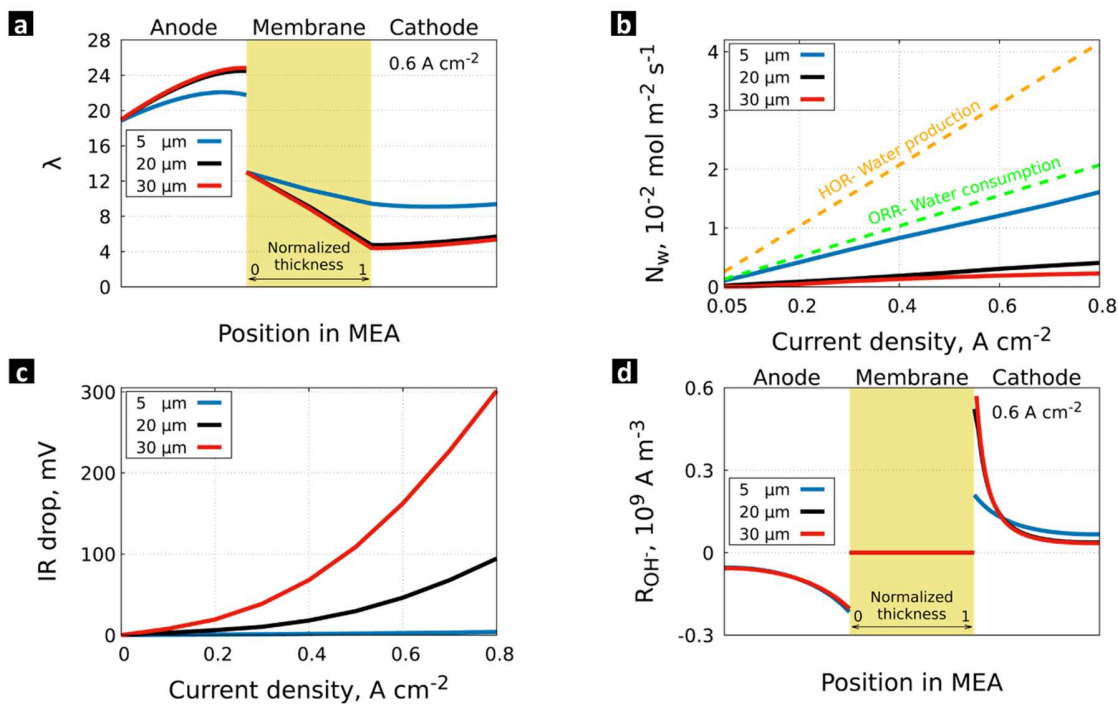 a
Anode Membrane Cathode
28
24
20
16
12
8
4
0
λ
0.6 A cm⁻²
5 µm
20 µm
30 µm
Normalized
thickness
0 1
Position in MEA
b
4
3
2
1
0
N_w, 10⁻² mol m⁻² s⁻¹
5 µm
20 µm
30 µm
HOR- Water production
ORR- Water consumption
0.05 0.2 0.4 0.6 0.8
Current density, A cm⁻²
c
300
200
100
0
IR drop, mV
5 µm
20 µm
30 µm
0 0.2 0.4 0.6 0.8
Current density, A cm⁻²
d
Anode Membrane Cathode
0.6
0.3
0
-0.3
R_OH⁻, 10⁹ A m⁻³
0.6 A cm⁻²
5 µm
20 µm
30 µm
Normalized
thickness
0 1
Position in MEA